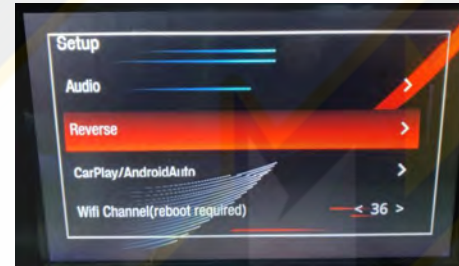 Setup
Audio >
Reverse >
CarPlay/AndroidAuto >
Wifi Channel(reboot required) < 36 >